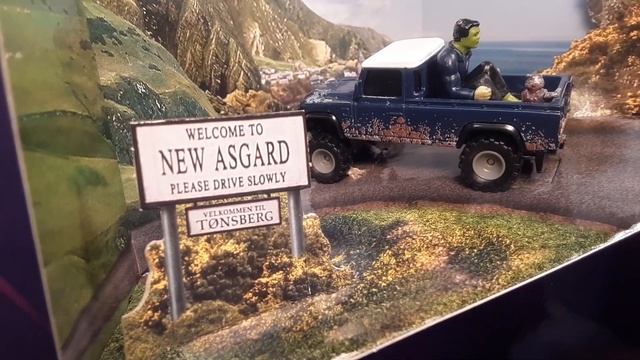 WELCOME TO
NEW ASGARD
PLEASE DRIVE SLOWLY
VELKOMMEN TIL
TØNSBERG